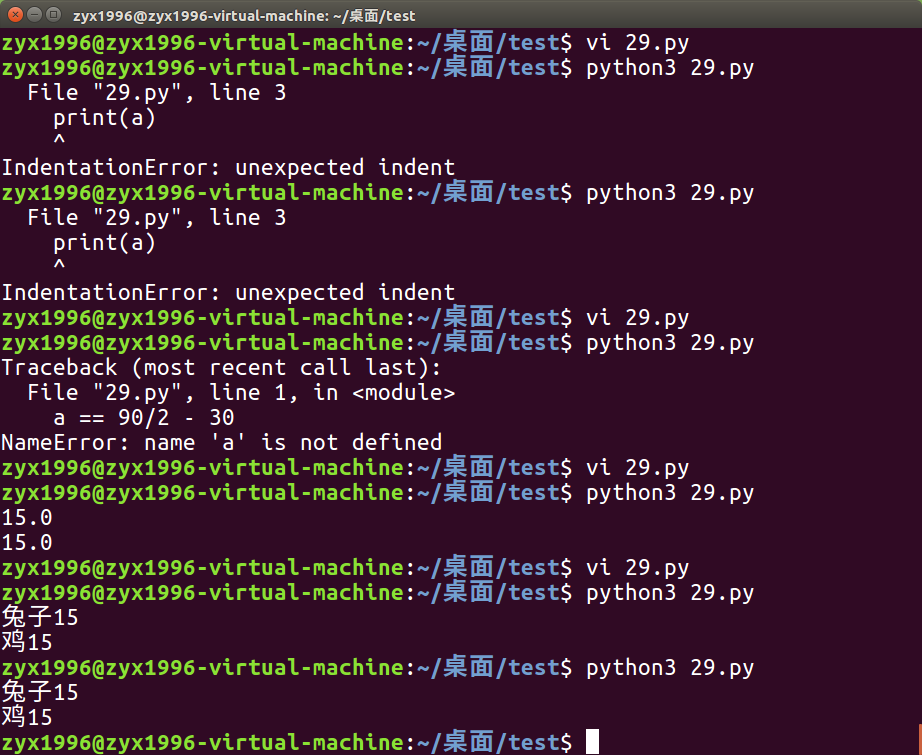 zyx1996@zyx1996-virtual-machine: ~/桌面/test
zyx1996@zyx1996-virtual-machine:~/桌面/test$ vi 29.py
zyx1996@zyx1996-virtual-machine:~/桌面/test$ python3 29.py
  File "29.py", line 3
    print(a)
    ^
IndentationError: unexpected indent
zyx1996@zyx1996-virtual-machine:~/桌面/test$ python3 29.py
  File "29.py", line 3
    print(a)
    ^
IndentationError: unexpected indent
zyx1996@zyx1996-virtual-machine:~/桌面/test$ vi 29.py
zyx1996@zyx1996-virtual-machine:~/桌面/test$ python3 29.py
Traceback (most recent call last):
  File "29.py", line 1, in <module>
    a == 90/2 - 30
NameError: name 'a' is not defined
zyx1996@zyx1996-virtual-machine:~/桌面/test$ vi 29.py
zyx1996@zyx1996-virtual-machine:~/桌面/test$ python3 29.py
15.0
15.0
zyx1996@zyx1996-virtual-machine:~/桌面/test$ vi 29.py
zyx1996@zyx1996-virtual-machine:~/桌面/test$ python3 29.py
兔子15
鸡15
zyx1996@zyx1996-virtual-machine:~/桌面/test$ python3 29.py
兔子15
鸡15
zyx1996@zyx1996-virtual-machine:~/桌面/test$